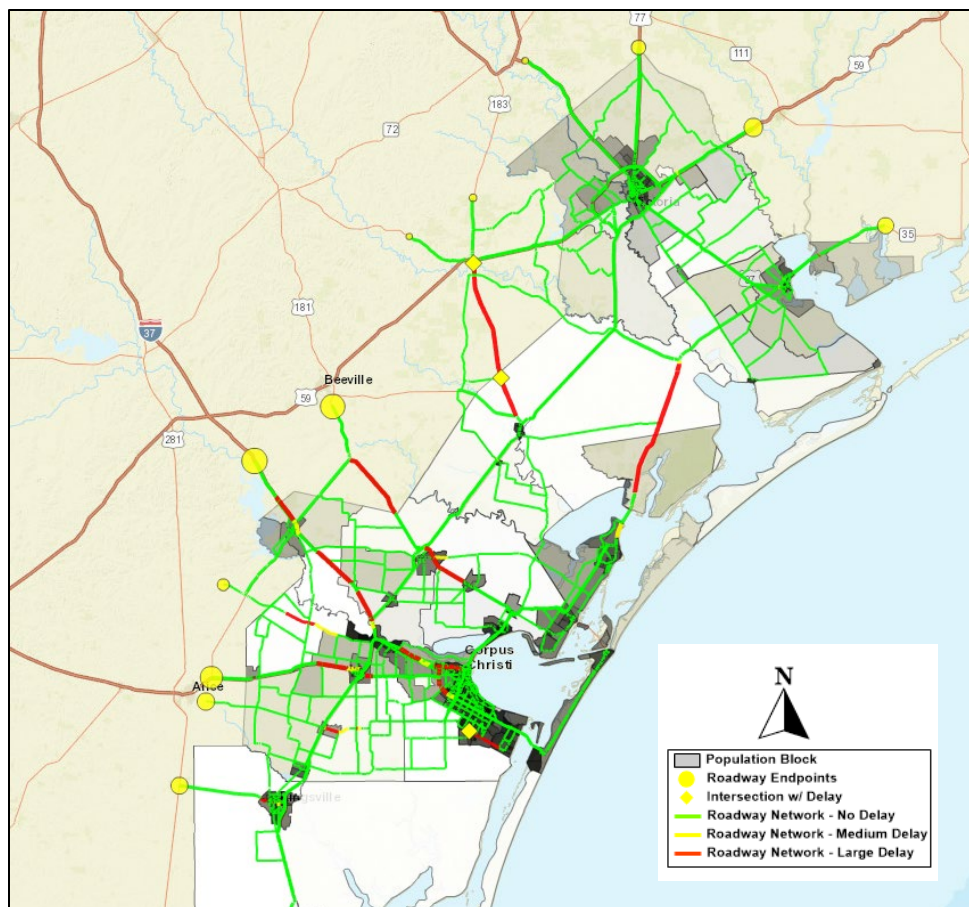 77
111
59
183
72
35
37
181
Beeville
59
281
Corpus
Christi
Alice
N
Population Block
Roadway Endpoints
Intersection w/ Delay
Roadway Network - No Delay
Roadway Network - Medium Delay
Roadway Network - Large Delay